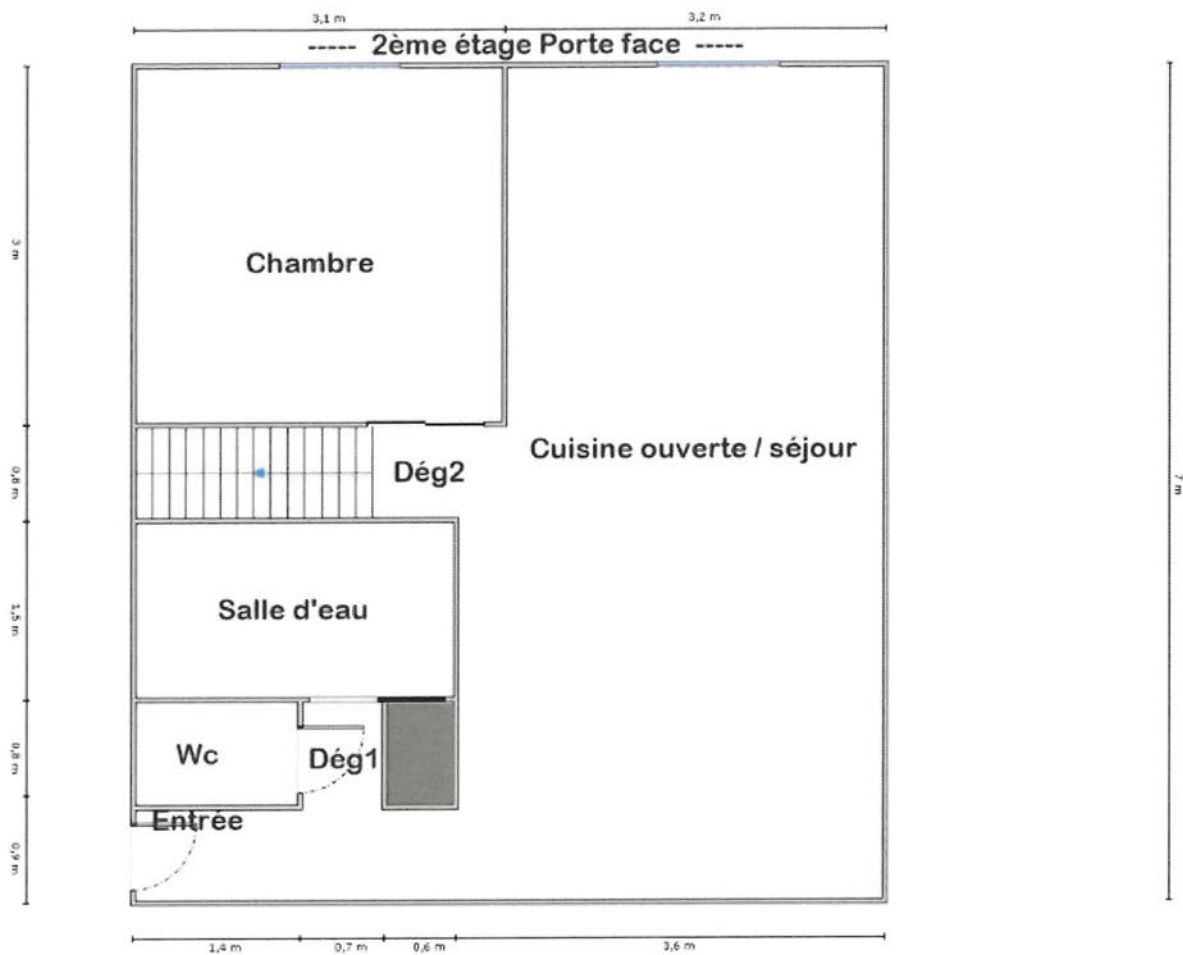 3,1 m
3,2 m
----- 2ème étage Porte face -----
3 m
Chambre
Cuisine ouverte / séjour
7 m
0,8 m
Dég2
1,5 m
Salle d'eau
0,8 m
Wc
Dég1
Entrée
0,9 m
1,4 m
0,7 m
0,6 m
3,6 m